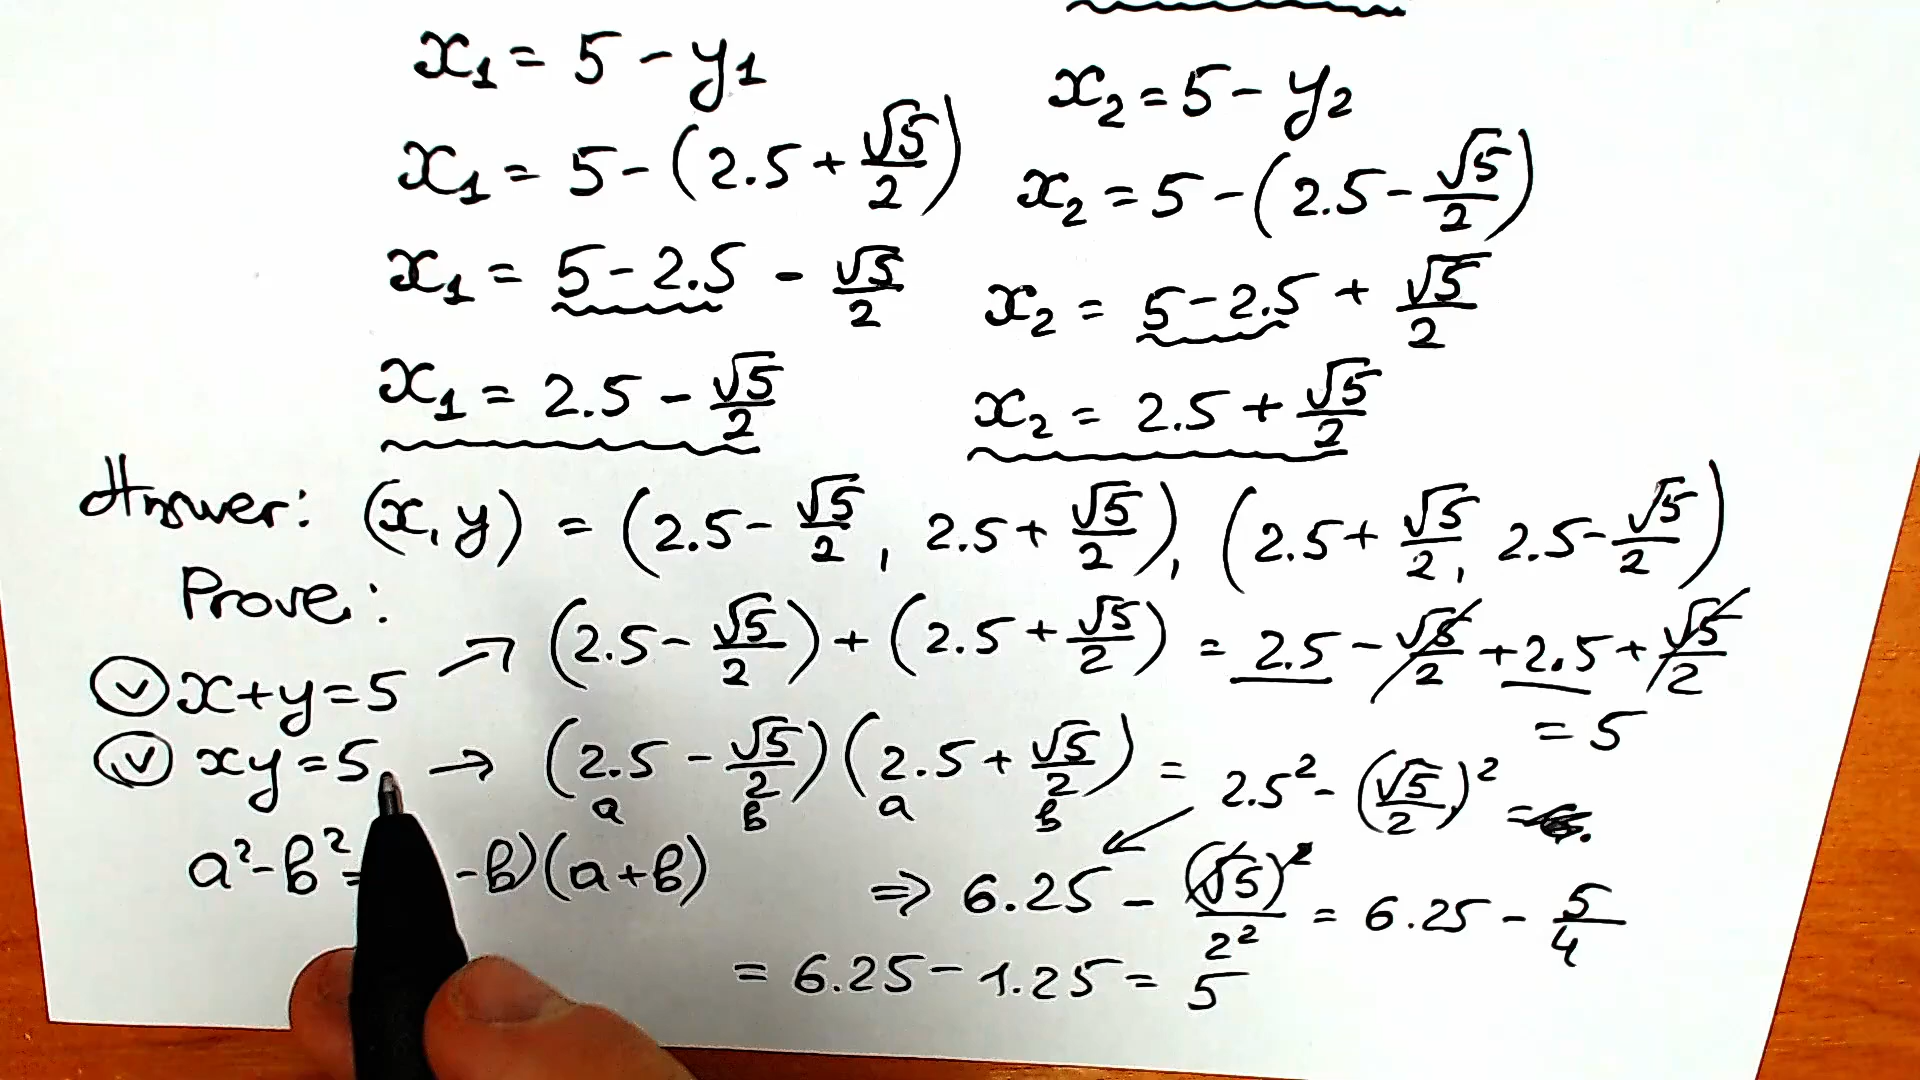 x₁ = 5 - y₁
x₁ = 5 - (2.5 + √5/2)
x₁ = 5 - 2.5 - √5/2
x₁ = 2.5 - √5/2
x₂ = 5 - y₂
x₂ = 5 - (2.5 - √5/2)
x₂ = 5 - 2.5 + √5/2
x₂ = 2.5 + √5/2
Answer: (x, y) = (2.5 - √5/2, 2.5 + √5/2), (2.5 + √5/2, 2.5 - √5/2)
Prove:
✓ x + y = 5 → (2.5 - √5/2) + (2.5 + √5/2) = 2.5 - √5/2 + 2.5 + √5/2
= 5
✓ xy = 5 → (2.5 - √5/2)(2.5 + √5/2) = 2.5² - (√5/2)² =
a b a b
a² - b² = - b)(a + b)
⇒ 6.25 - (√5)²/2² = 6.25 - 5/4
= 6.25 - 1.25 = 5